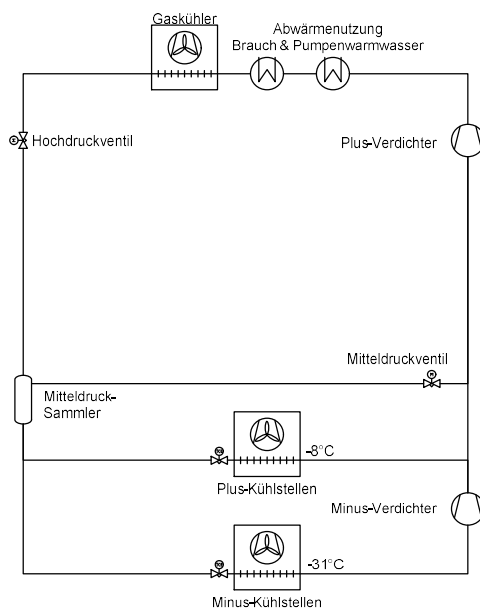 Gaskühler
Abwärmenutzung
Brauch & Pumpenwarmwasser
Hochdruckventil
Plus-Verdichter
Mitteldruckventil
Mitteldruck-
Sammler
-8°C
Plus-Kühlstellen
Minus-Verdichter
-31°C
Minus-Kühlstellen